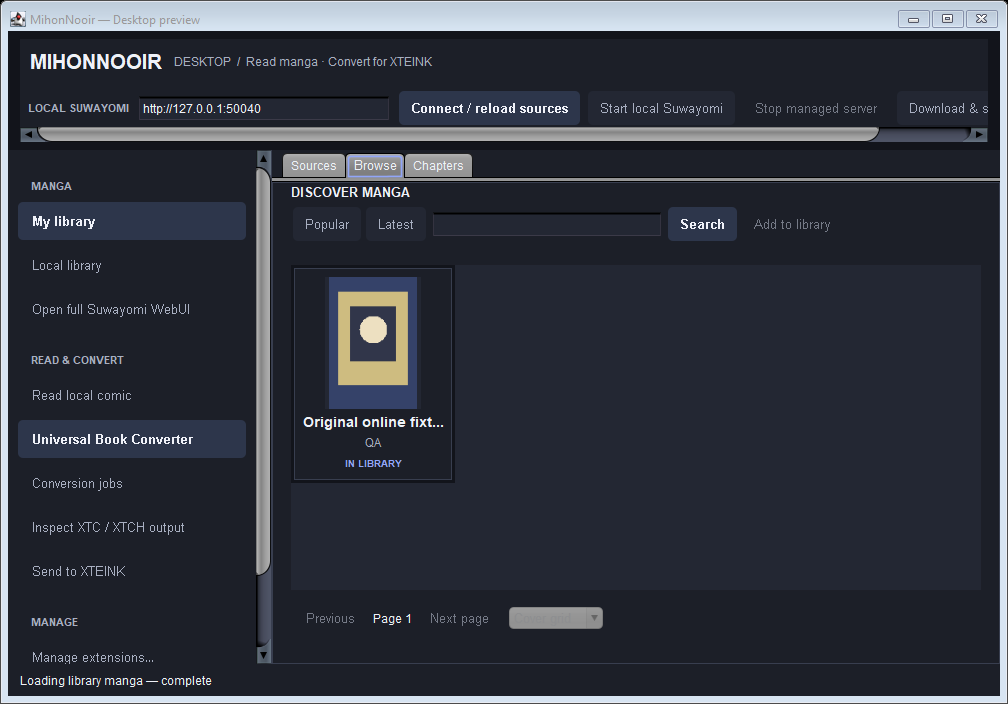 MihonNooir — Desktop preview
MIHONNOOIR DESKTOP / Read manga · Convert for XTEINK
LOCAL SUWAYOMI http://127.0.0.1:50040 Connect / reload sources Start local Suwayomi Stop managed server Download & s
MANGA
My library
Local library
Open full Suwayomi WebUI
READ & CONVERT
Read local comic
Universal Book Converter
Conversion jobs
Inspect XTC / XTCH output
Send to XTEINK
MANAGE
Manage extensions...
Sources Browse Chapters
DISCOVER MANGA
Popular Latest Search Add to library
Original online fixt...
QA
IN LIBRARY
Previous Page 1 Next page
Loading library manga — complete